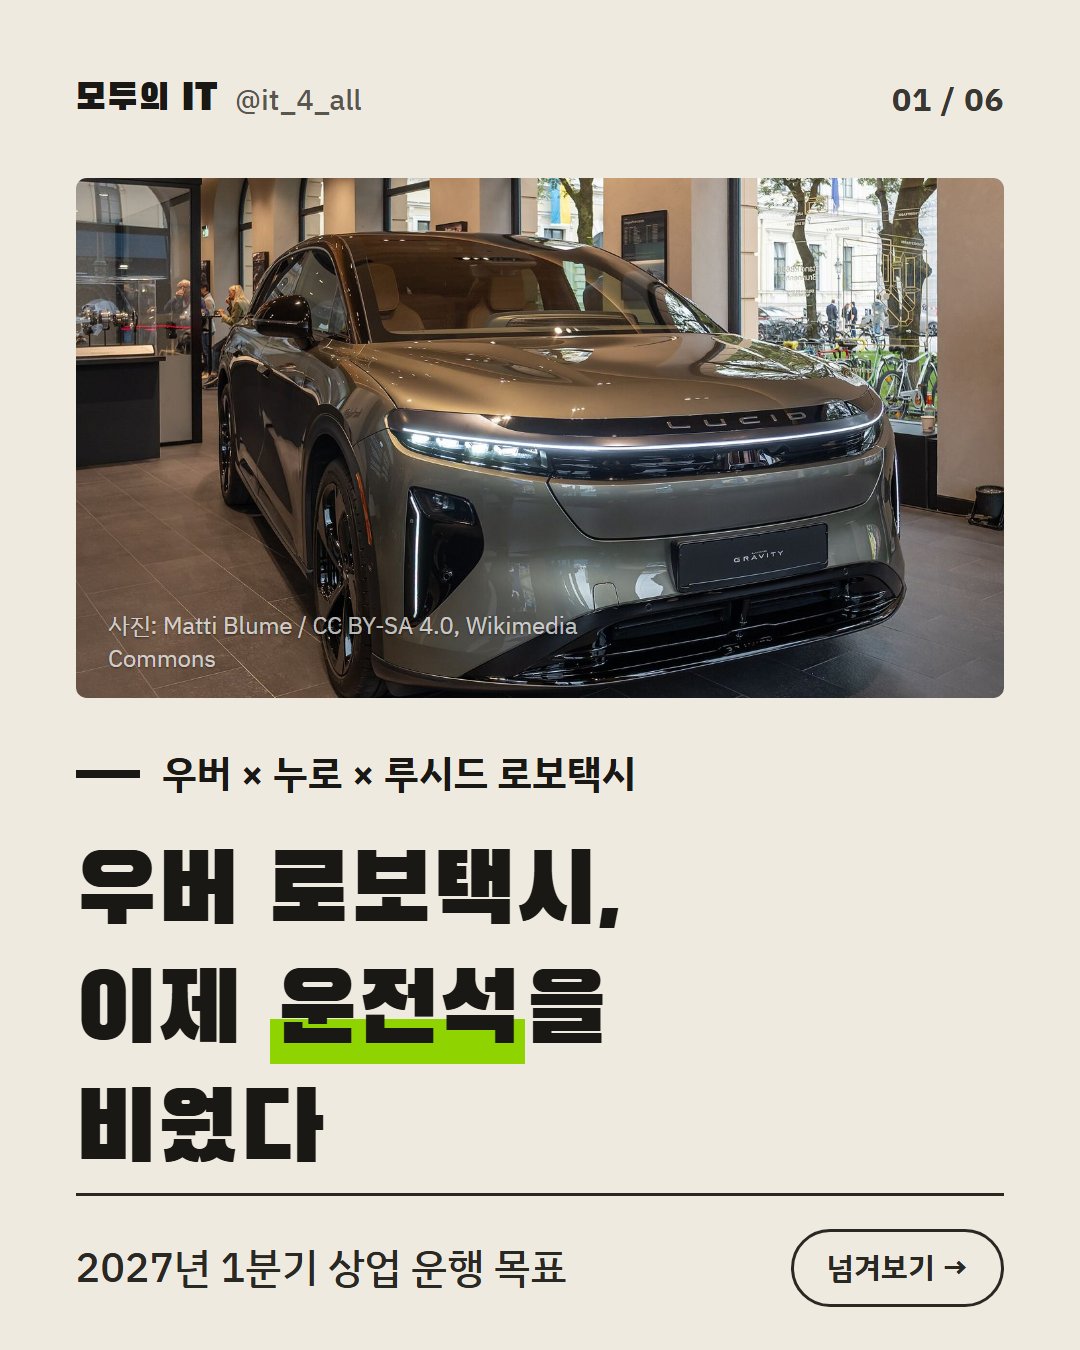 모두의 IT @it_4_all
01 / 06
LUCID
GRAVITY
사진: Matti Blume / CC BY-SA 4.0, Wikimedia
Commons
우버 × 누로 × 루시드 로보택시
우버 로보택시,
이제 운전석을
비웠다
2027년 1분기 상업 운행 목표
넘겨보기 →